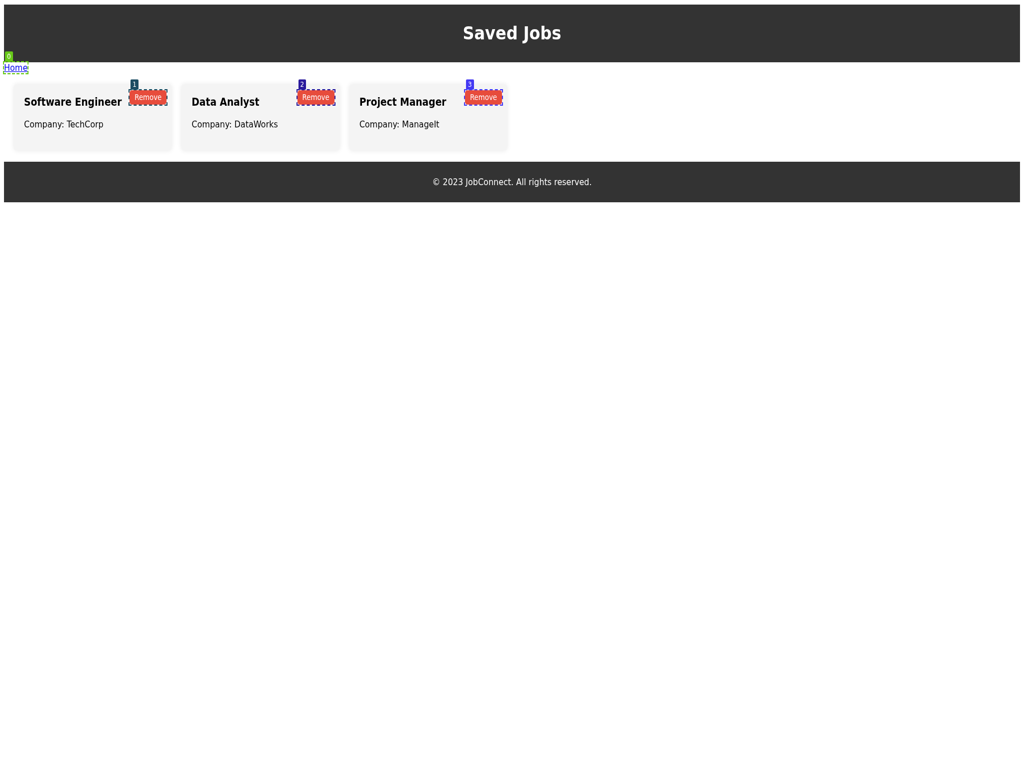 Saved Jobs
0
Home
1
2
3
Software Engineer
Remove
Data Analyst
Remove
Project Manager
Remove
Company: TechCorp
Company: DataWorks
Company: ManageIt
© 2023 JobConnect. All rights reserved.